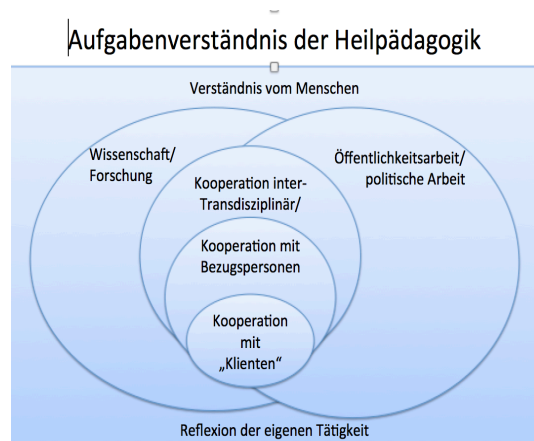 Aufgabenverständnis der Heilpädagogik
Verständnis vom Menschen
Wissenschaft/
Forschung
Öffentlichkeitsarbeit/
politische Arbeit
Kooperation inter-
Transdisziplinär/
Kooperation mit
Bezugspersonen
Kooperation
mit
„Klienten“
Reflexion der eigenen Tätigkeit